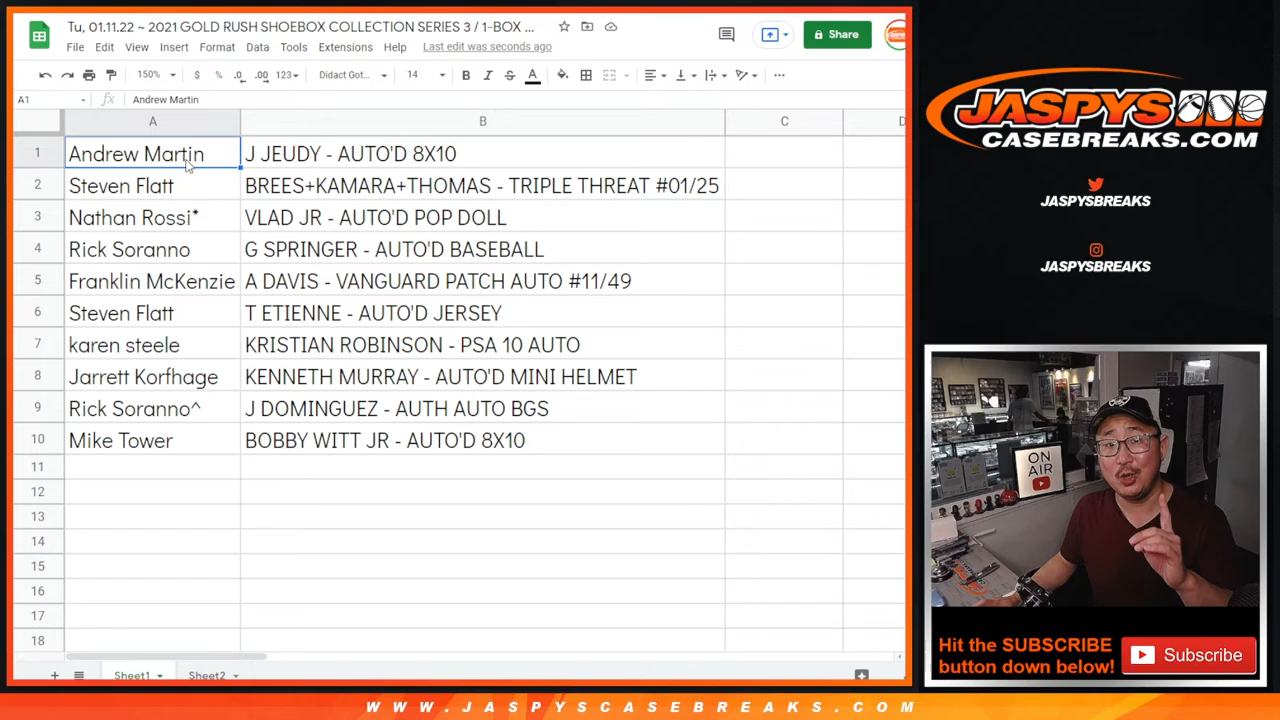 Tu, 01.11.22 ~ 2021 GOLD RUSH SHOEBOX COLLECTION SERIES 3 / 1-BOX ...
File Edit View Insert Format Data Tools Extensions Help Last edit was seconds ago
Share
150% $ % .0 .00 123 Didact Got... 14 B I S A
A1 fx Andrew Martin
A B C D
1 Andrew Martin J JEUDY - AUTO'D 8X10
2 Steven Flatt BREES+KAMARA+THOMAS - TRIPLE THREAT #01/25
3 Nathan Rossi* VLAD JR - AUTO'D POP DOLL
4 Rick Soranno G SPRINGER - AUTO'D BASEBALL
5 Franklin McKenzie A DAVIS - VANGUARD PATCH AUTO #11/49
6 Steven Flatt T ETIENNE - AUTO'D JERSEY
7 karen steele KRISTIAN ROBINSON - PSA 10 AUTO
8 Jarrett Korfhage KENNETH MURRAY - AUTO'D MINI HELMET
9 Rick Soranno^ J DOMINGUEZ - AUTH AUTO BGS
10 Mike Tower BOBBY WITT JR - AUTO'D 8X10
11
12
13
14
15
16
17
18
Sheet1 Sheet2
JASPYS
CASEBREAKS.COM
JASPYSBREAKS
JASPYSBREAKS
ON
AIR
Hit the SUBSCRIBE
button down below!
Subscribe
WWW.JASPYSCASEBREAKS.COM